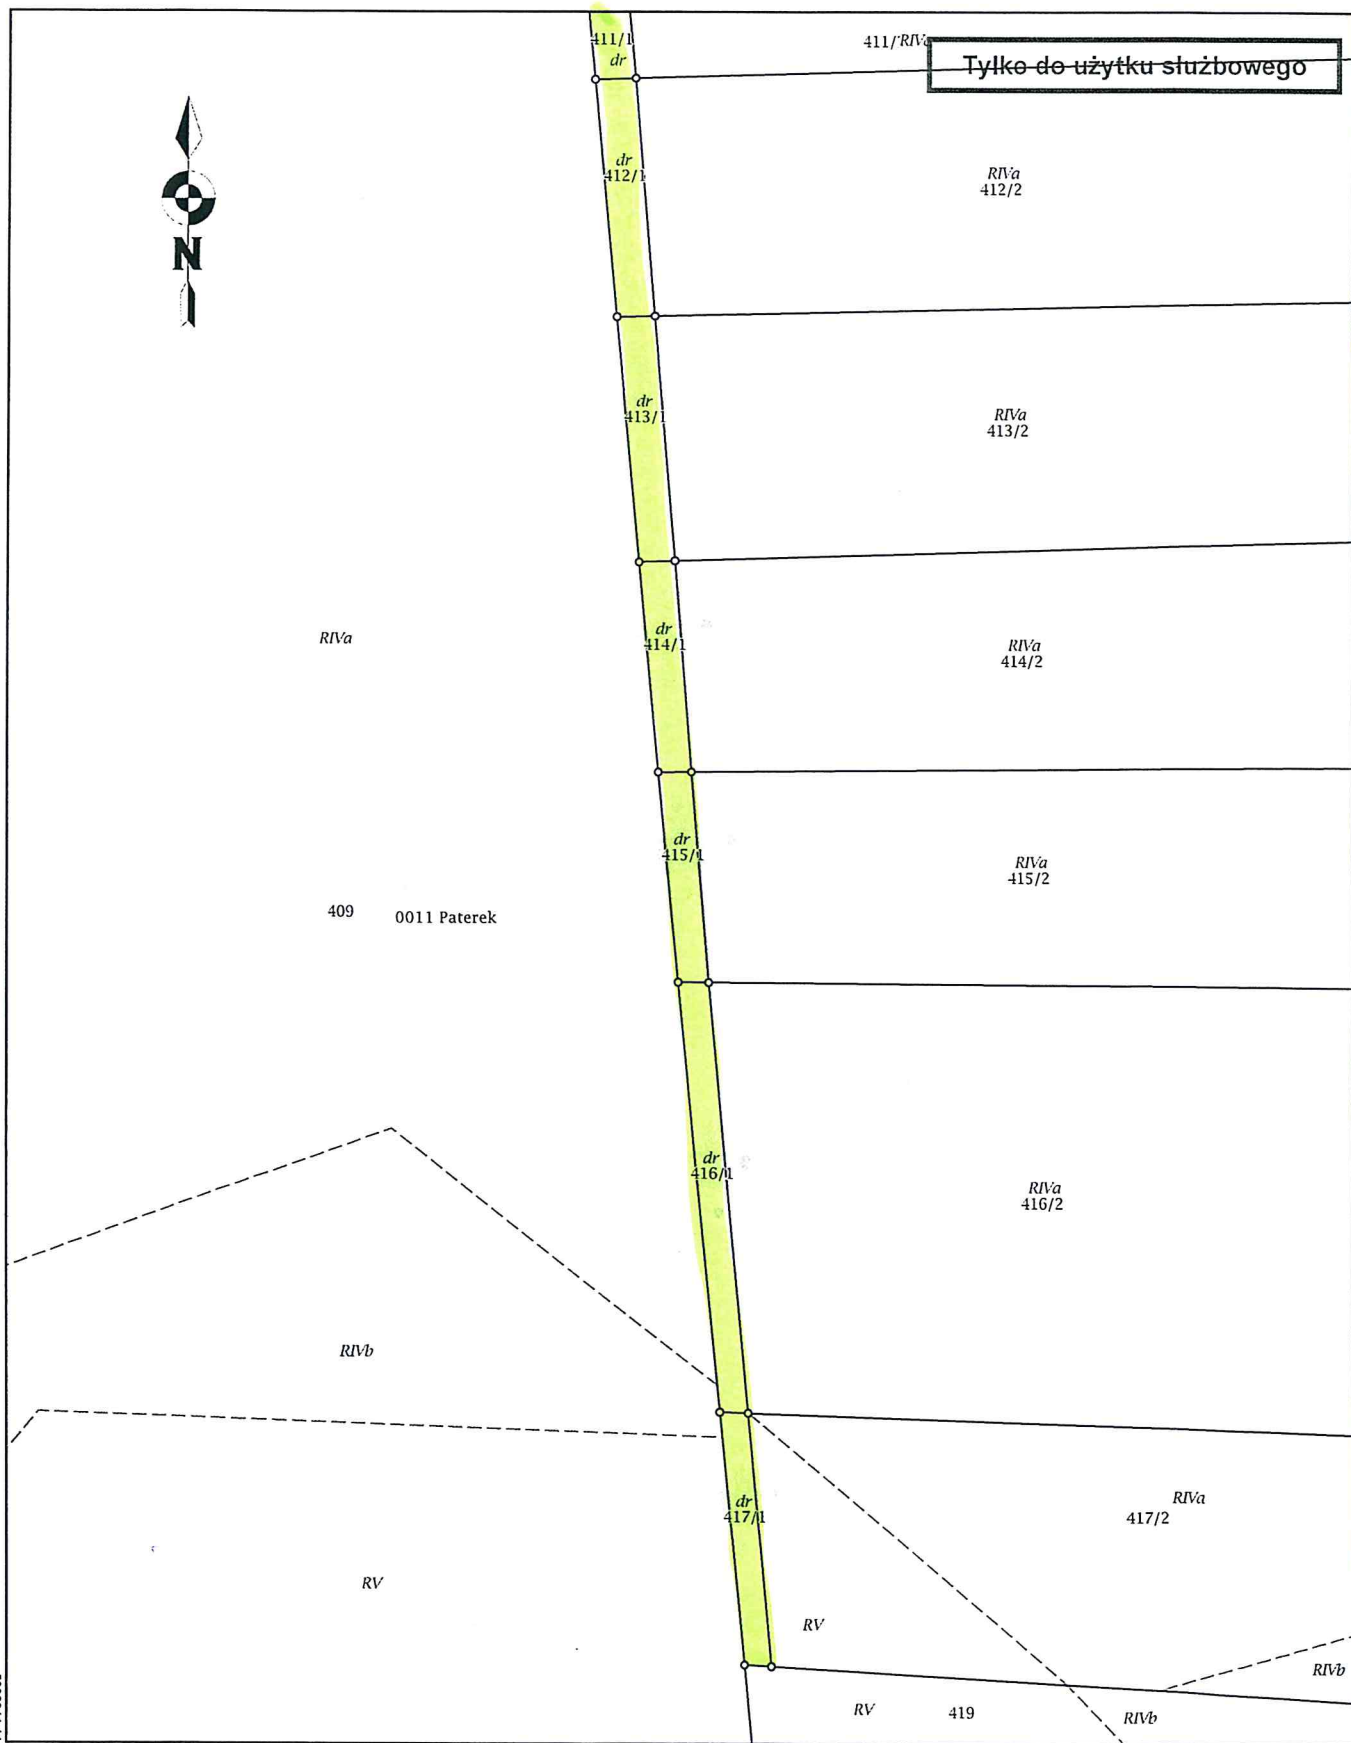 411/1
dr
411/
RIVa
Tylko do użytku służbowego
dr
412/1
RIVa
412/2
N
dr
413/1
RIVa
413/2
RIVa
dr
414/1
RIVa
414/2
dr
415/1
RIVa
415/2
409
0011 Paterek
dr
416/1
RIVa
416/2
RIVb
dr
417/1
RIVa
417/2
RV
RV
RIVb
RV
419
RIVb